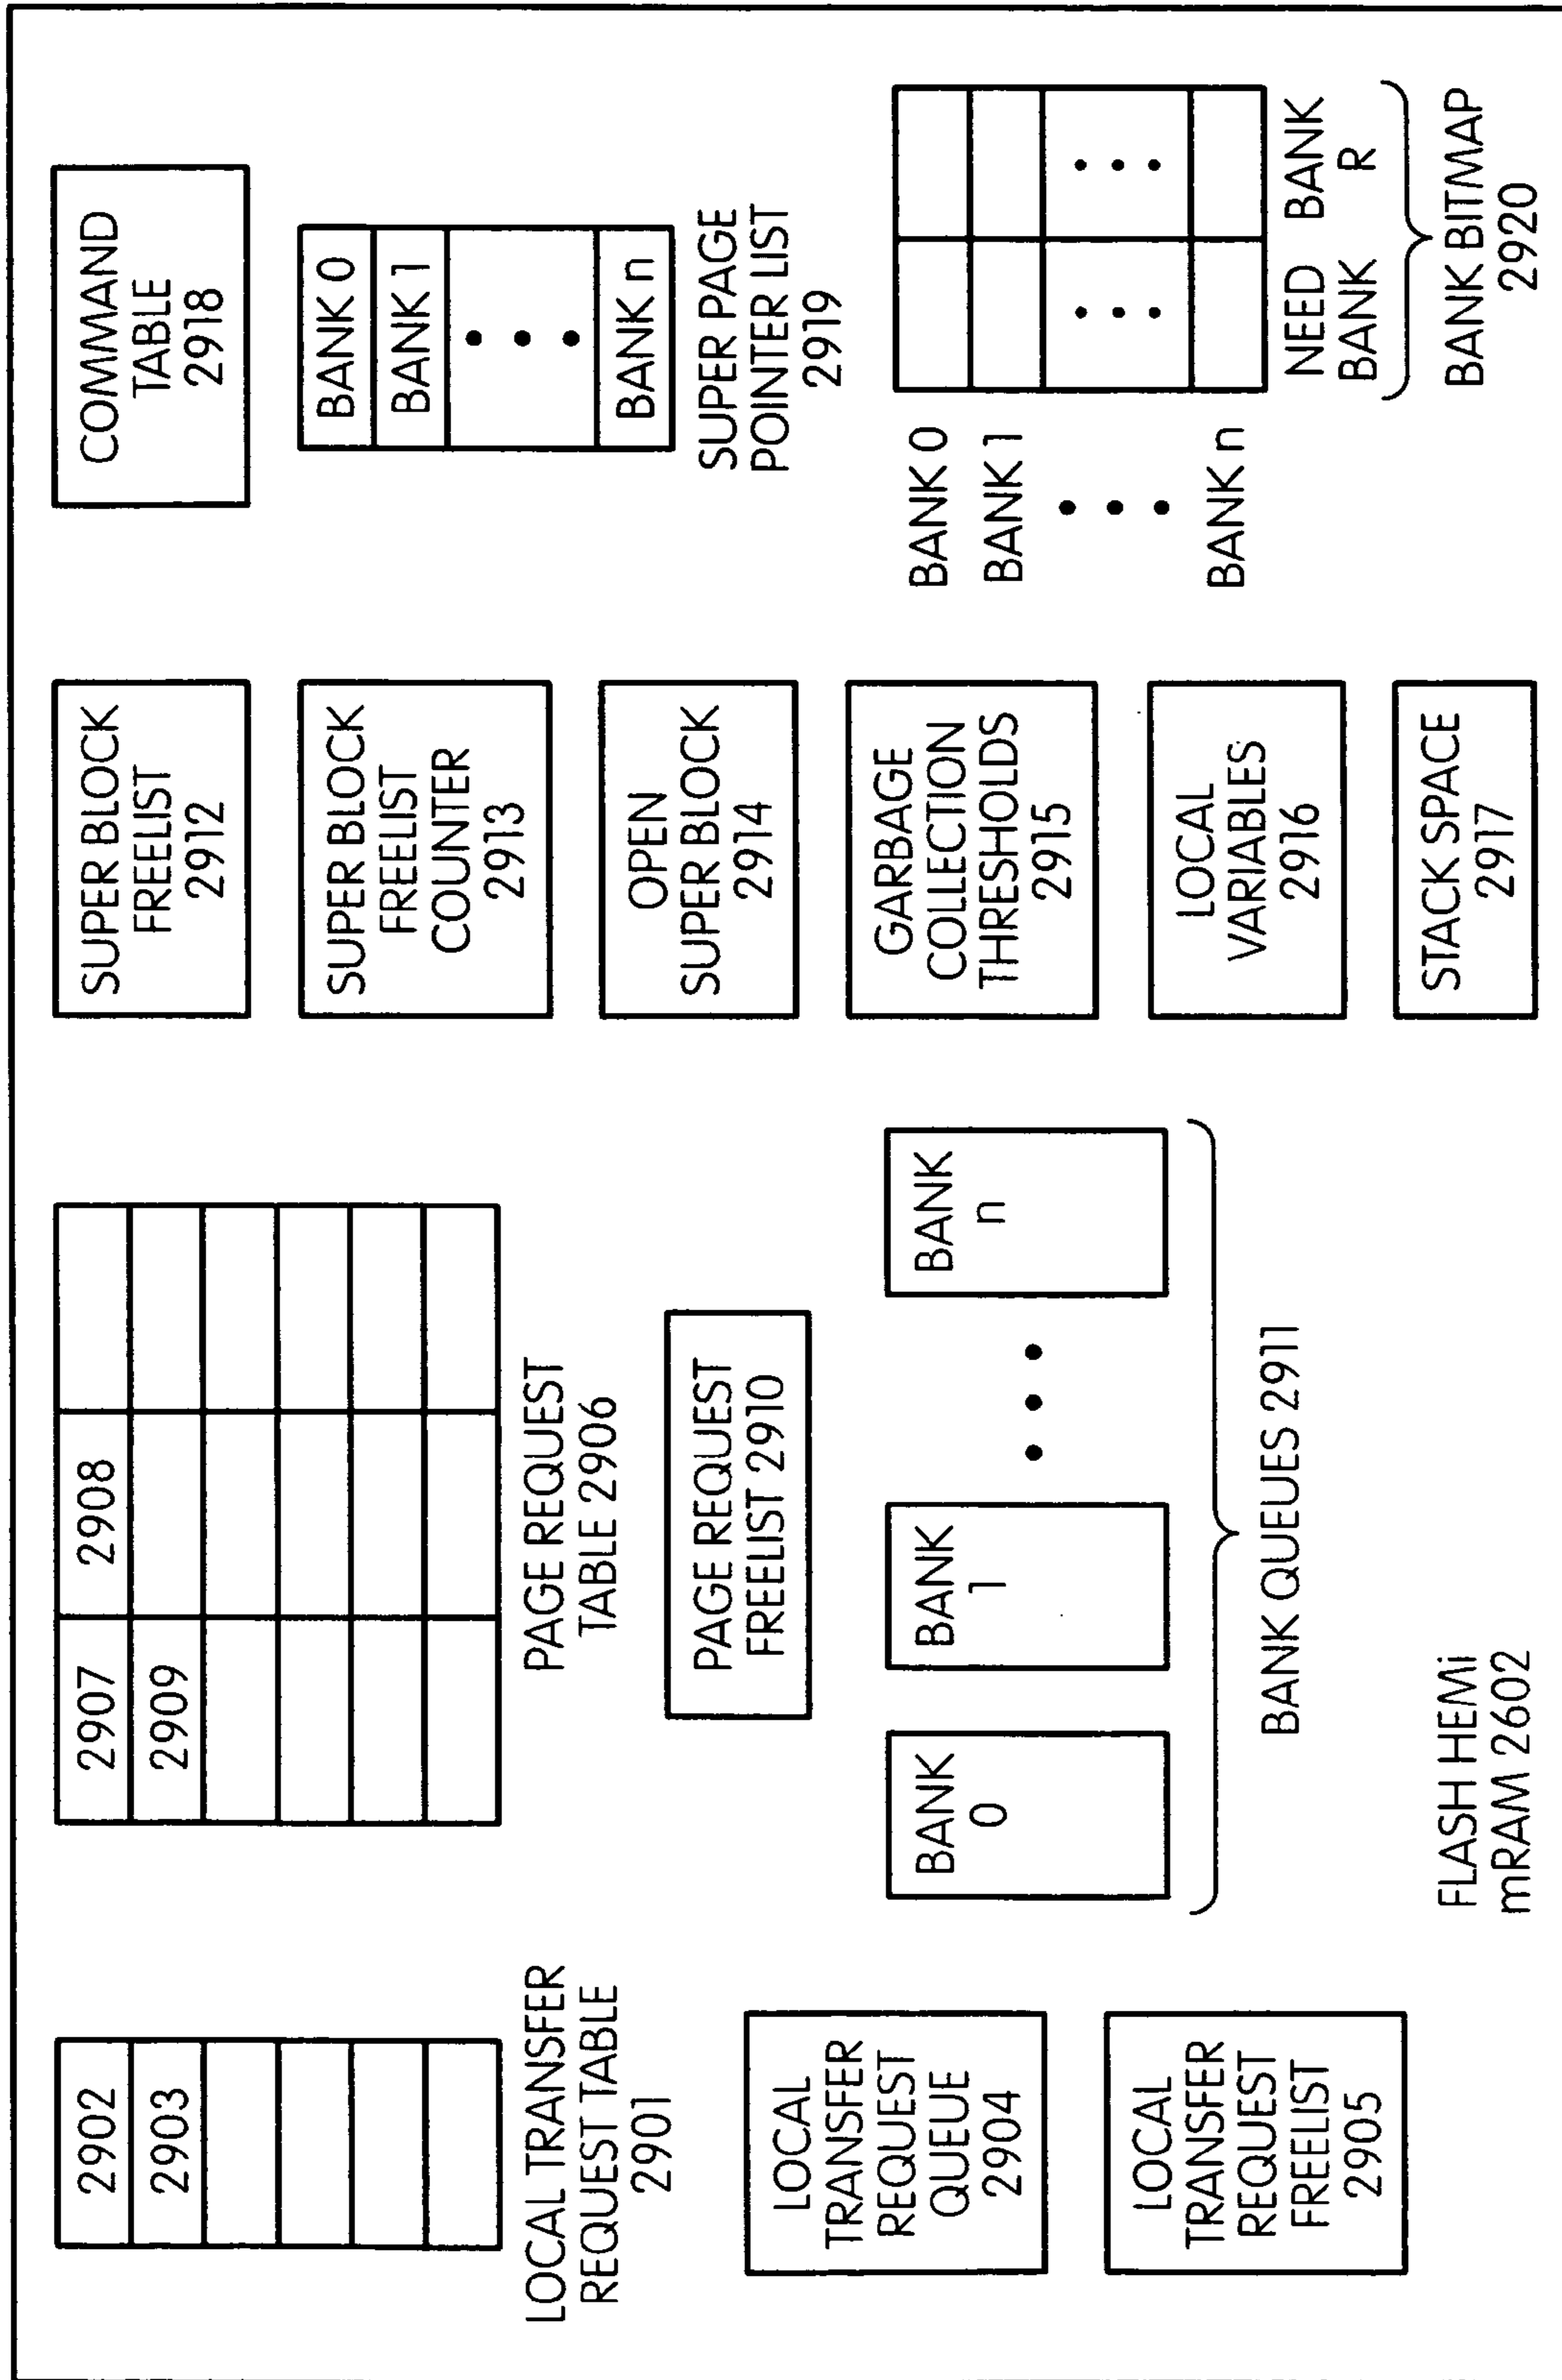 2902
2903
LOCAL TRANSFER
REQUEST TABLE
2901
LOCAL
TRANSFER
REQUEST
QUEUE
2904
LOCAL
TRANSFER
REQUEST
FREELIST
2905
2907
2908
2909
PAGE REQUEST
TABLE 2906
PAGE REQUEST
FREELIST 2910
BANK
0
BANK
1
BANK
n
BANK QUEUES 2911
FLASH HEMi
mRAM 2602
SUPER BLOCK
FREELIST
2912
SUPER BLOCK
FREELIST
COUNTER
2913
OPEN
SUPER BLOCK
2914
GARBAGE
COLLECTION
THRESHOLDS
2915
LOCAL
VARIABLES
2916
STACK SPACE
2917
COMMAND
TABLE
2918
BANK 0
BANK 1
BANK n
SUPER PAGE
POINTER LIST
2919
BANK 0
BANK 1
BANK n
NEED
BANK
BANK
R
BANK BITMAP
2920